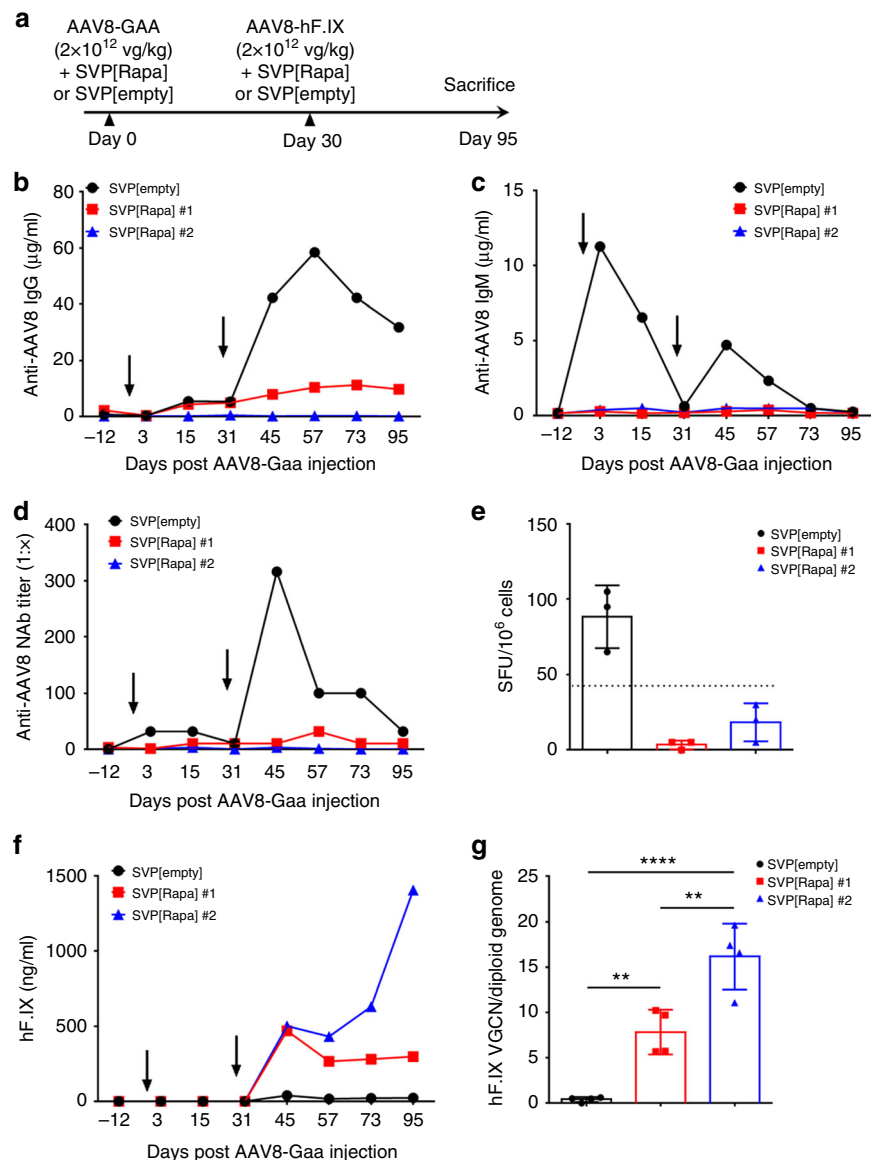 a
AAV8-GAA
(2×10¹² vg/kg)
+ SVP[Rapa]
or SVP[empty]
AAV8-hF.IX
(2×10¹² vg/kg)
+ SVP[Rapa]
or SVP[empty]
Sacrifice
Day 0
Day 30
Day 95
b
SVP[empty]
SVP[Rapa] #1
SVP[Rapa] #2
Anti-AAV8 IgG (μg/ml)
80
60
40
20
0
−12 3 15 31 45 57 73 95
Days post AAV8-Gaa injection
c
SVP[empty]
SVP[Rapa] #1
SVP[Rapa] #2
Anti-AAV8 IgM (μg/ml)
15
10
5
0
−12 3 15 31 45 57 73 95
Days post AAV8-Gaa injection
d
SVP[empty]
SVP[Rapa] #1
SVP[Rapa] #2
Anti-AAV8 NAb titer (1:×)
400
300
200
100
0
−12 3 15 31 45 57 73 95
Days post AAV8-Gaa injection
e
SVP[empty]
SVP[Rapa] #1
SVP[Rapa] #2
SFU/10⁶ cells
150
100
50
0
f
SVP[empty]
SVP[Rapa] #1
SVP[Rapa] #2
hF.IX (ng/ml)
1500
1000
500
0
−12 3 15 31 45 57 73 95
Days post AAV8-Gaa injection
g
SVP[empty]
SVP[Rapa] #1
SVP[Rapa] #2
hF.IX VGCN/diploid genome
25
20
15
10
5
0
****
**
**